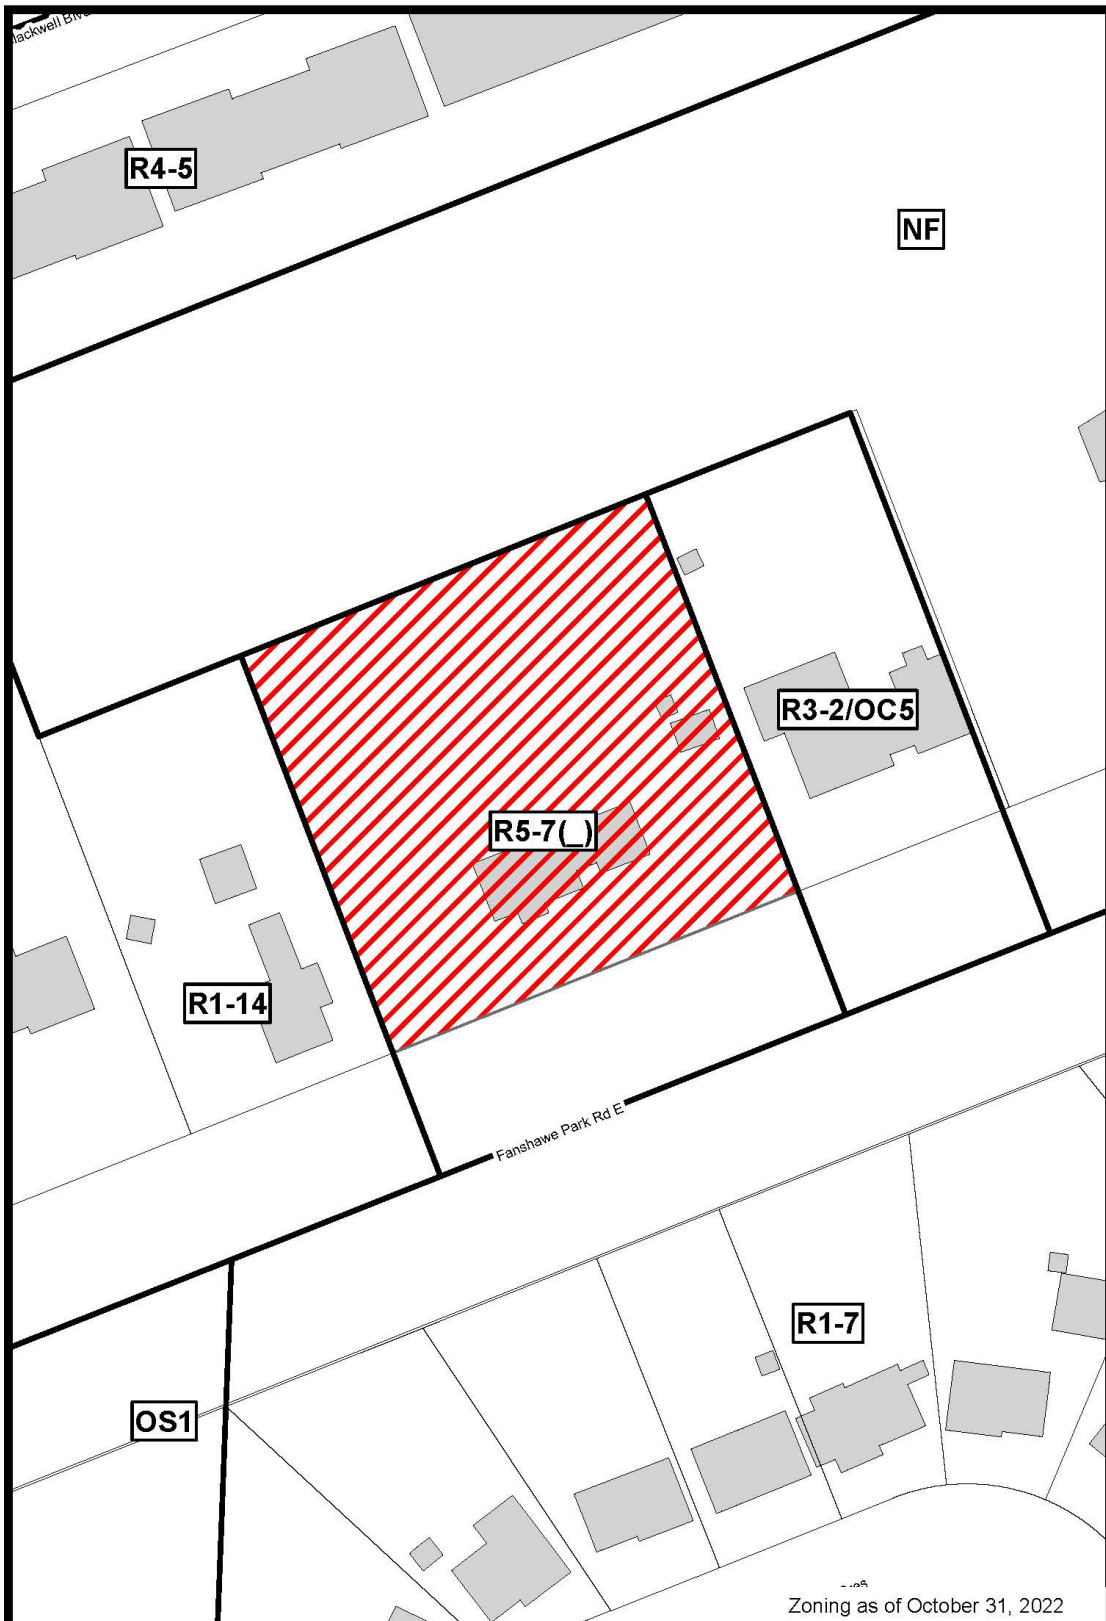 R4-5
NF
R3-2/OC5
R5-7(_)
R1-14
Fanshawe Park Rd E
R1-7
OS1
Zoning as of October 31, 2022